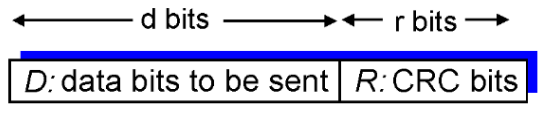 d bits r bits
D: data bits to be sent R: CRC bits